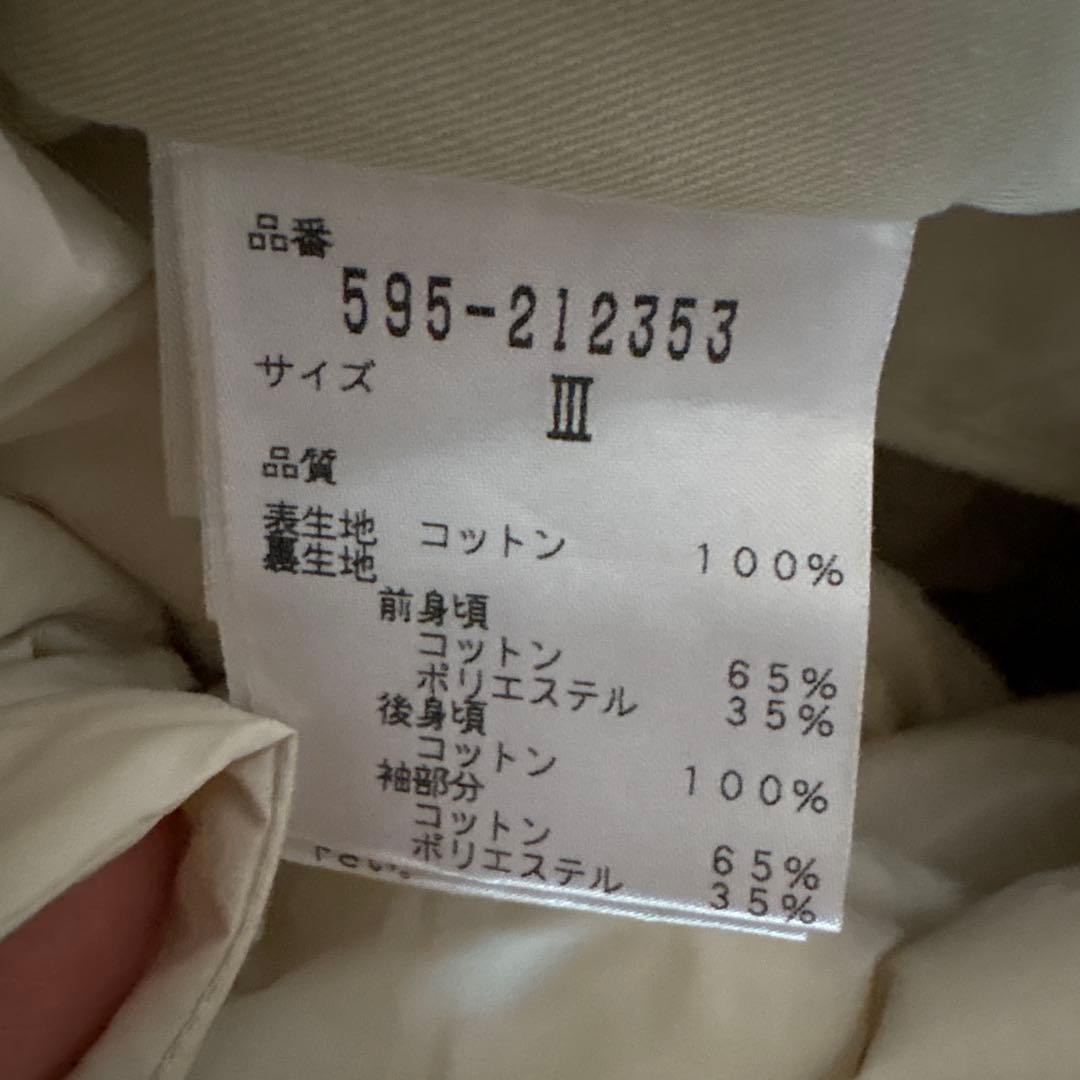 品番
595-212353
サイズ Ⅲ
品質
表生地 コットン 100%
裏生地
前身頃
コットン 65%
ポリエステル 35%
後身頃
コットン 100%
袖部分
コットン 65%
ポリエステル 35%